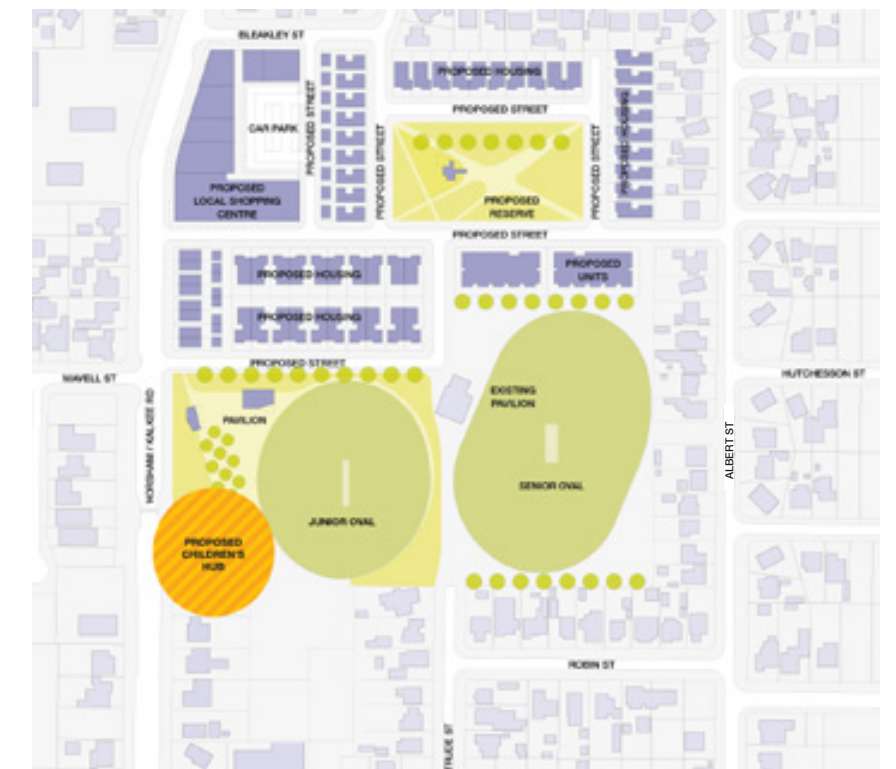 BLEAKLEY ST
PROPOSED HOUSING
PROPOSED STREET
CAR PARK
PROPOSED STREET
PROPOSED STREET
PROPOSED STREET
PROPOSED HOUSING
PROPOSED
LOCAL SHOPPING
CENTRE
PROPOSED
RESERVE
PROPOSED STREET
PROPOSED HOUSING
PROPOSED
UNITS
PROPOSED HOUSING
PROPOSED STREET
MAVELL ST
HUTCHESSON ST
HORSHAM / KALKEE RD
PAVILION
EXISTING
PAVILION
ALBERT ST
SENIOR OVAL
JUNIOR OVAL
PROPOSED
CHILDREN'S
HUB
ROBIN ST